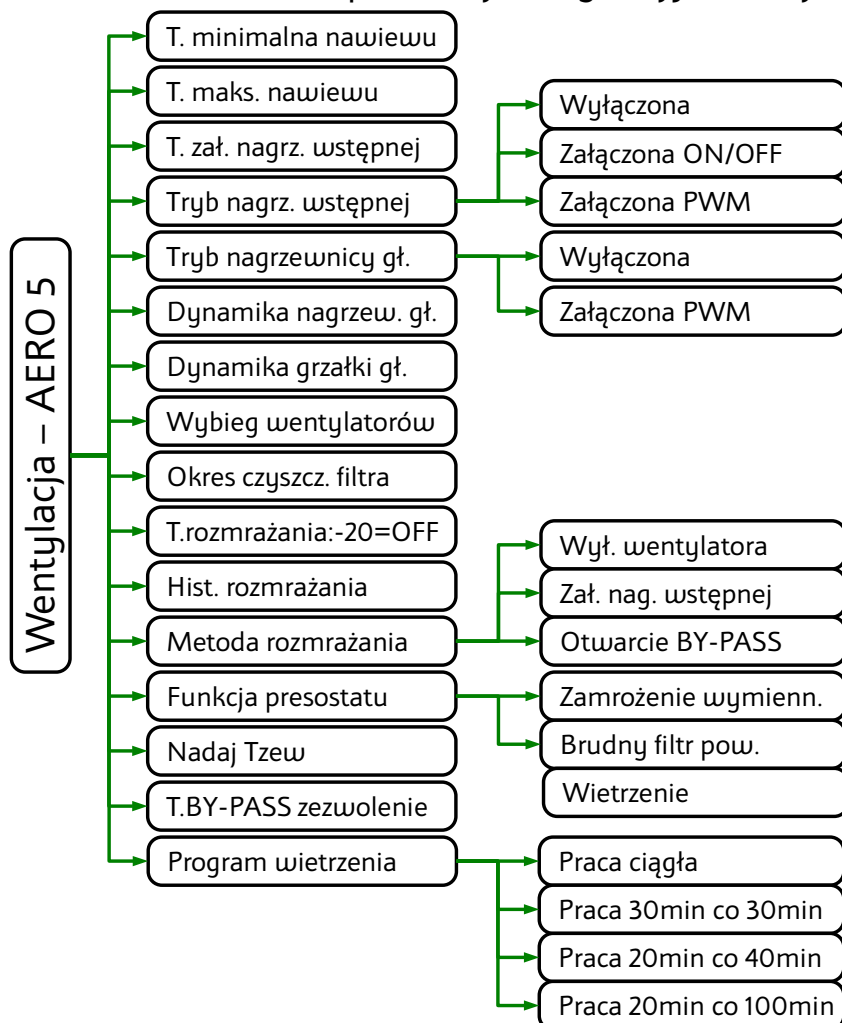 Wentylacja – AERO 5
T. minimalna nawiewu
T. maks. nawiewu
T. zał. nagrz. wstępnej
Tryb nagrz. wstępnej
Wyłączona
Załączona ON/OFF
Załączona PWM
Tryb nagrzewnicy gł.
Wyłączona
Załączona PWM
Dynamika nagrzew. gł.
Dynamika grzałki gł.
Wybieg wentylatorów
Okres czyszcz. filtra
T.rozmrażania:-20=OFF
Hist. rozmrażania
Metoda rozmrażania
Wył. wentylatora
Zał. nag. wstępnej
Otwarcie BY-PASS
Funkcja presostatu
Zamrożenie wymienn.
Brudny filtr pow.
Wietrzenie
Nadaj Tzew
T.BY-PASS zezwolenie
Program wietrzenia
Praca ciągła
Praca 30min co 30min
Praca 20min co 40min
Praca 20min co 100min